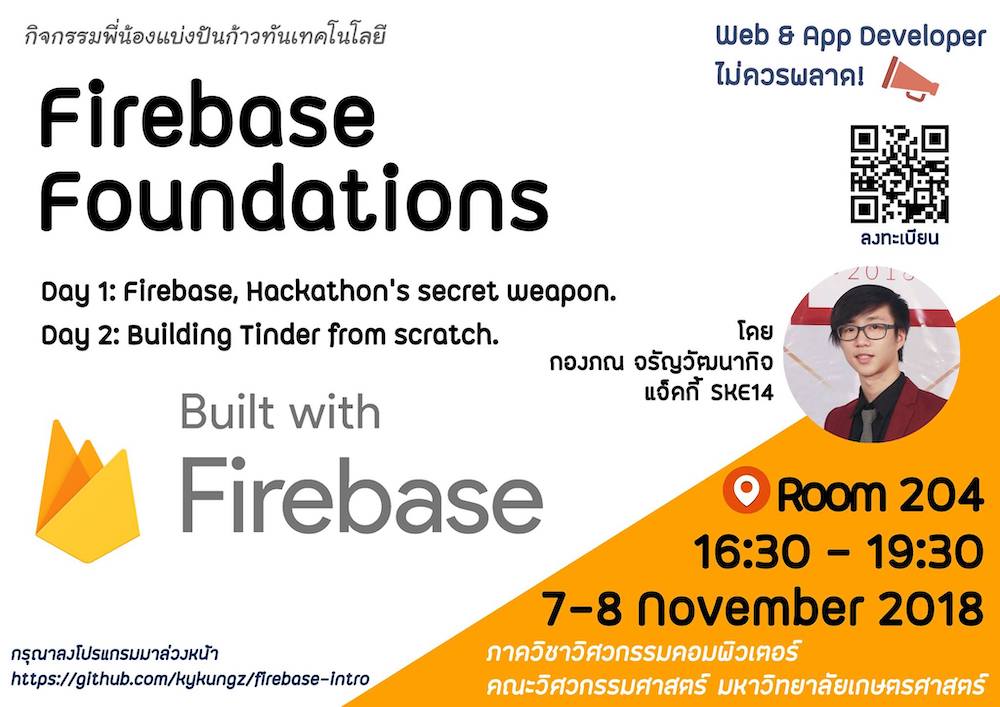 กิจกรรมพี่น้องแบ่งปันก้าวทันเทคโนโลยี
Web & App Developer
ไม่ควรพลาด!
Firebase
Foundations
ลงทะเบียน
Day 1: Firebase, Hackathon's secret weapon.
Day 2: Building Tinder from scratch.
โดย
กองภณ จรัญวัฒนากิจ
แจ็คกี้ SKE14
Built with
Firebase
Room 204
16:30 - 19:30
7-8 November 2018
กรุณาลงโปรแกรมมาล่วงหน้า
https://github.com/kykungz/firebase-intro
ภาควิชาวิศวกรรมคอมพิวเตอร์
คณะวิศวกรรมศาสตร์ มหาวิทยาลัยเกษตรศาสตร์